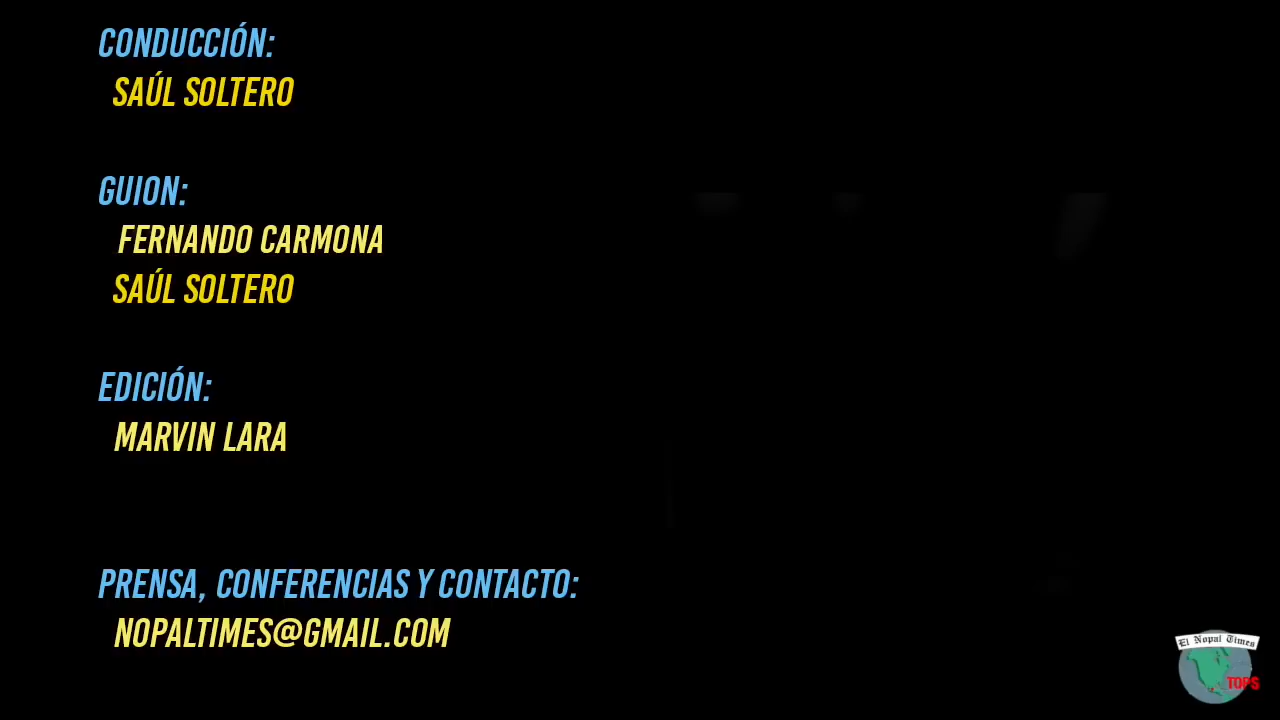 CONDUCCIÓN:
SAÚL SOLTERO
GUION:
FERNANDO CARMONA
SAÚL SOLTERO
EDICIÓN:
MARVIN LARA
PRENSA, CONFERENCIAS Y CONTACTO:
NOPALTIMES@GMAIL.COM
El Nopal Times
TOPS